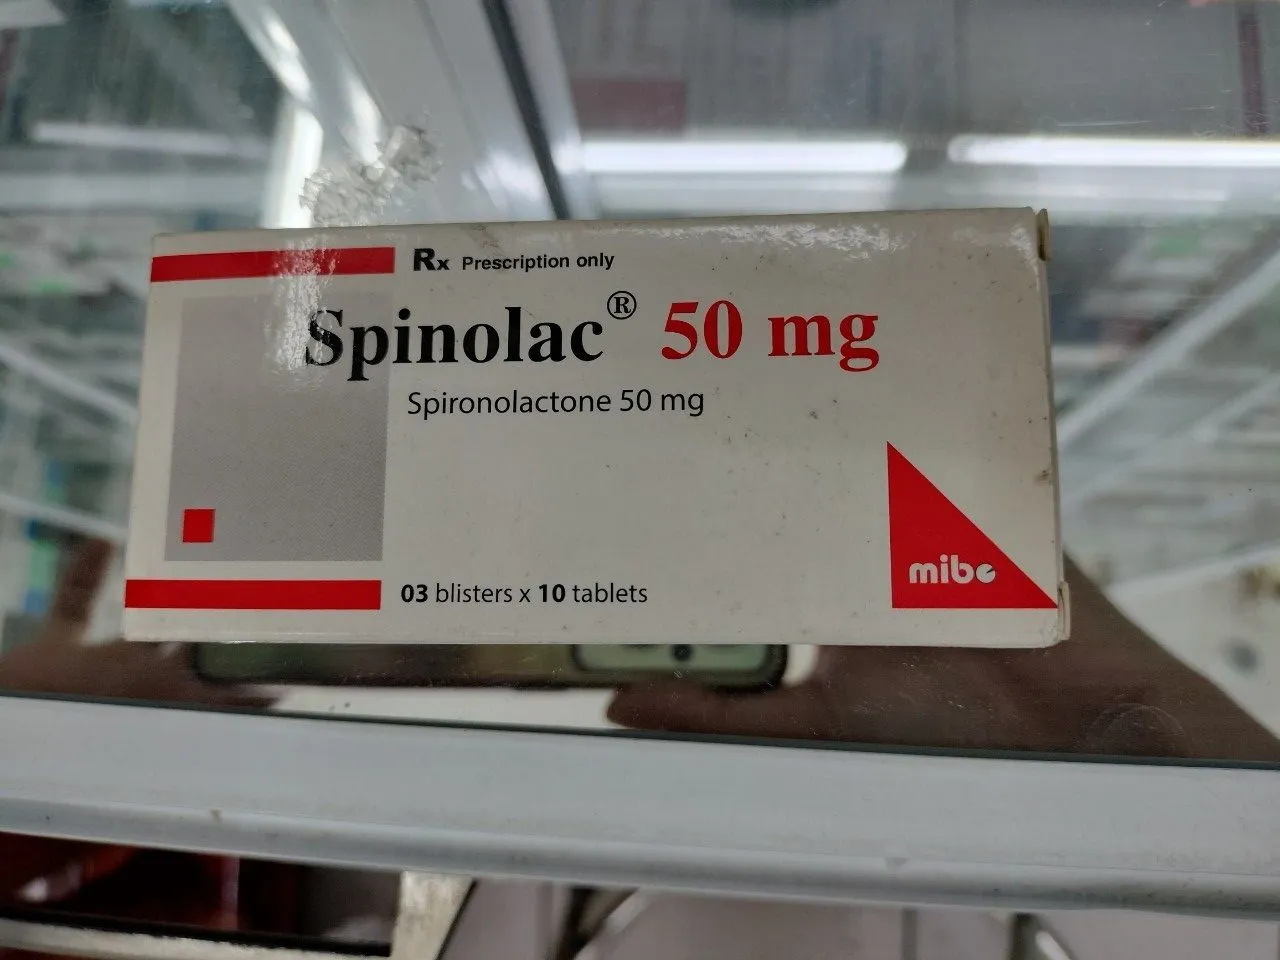 Rx Prescription only
Spinolac® 50 mg
Spironolactone 50 mg
mibe
03 blisters x 10 tablets